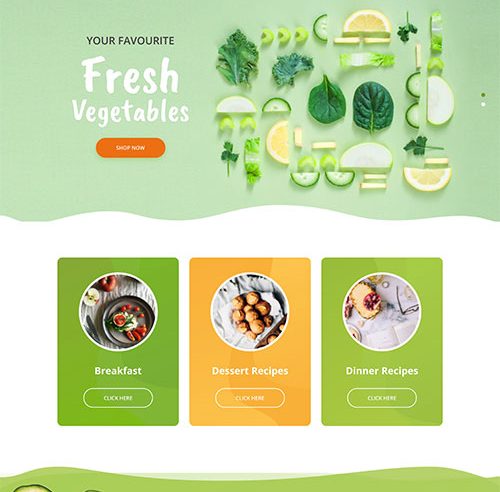 YOUR FAVOURITE
Fresh
Vegetables
SHOP NOW
Breakfast
Dessert Recipes
Dinner Recipes
CLICK HERE
CLICK HERE
CLICK HERE